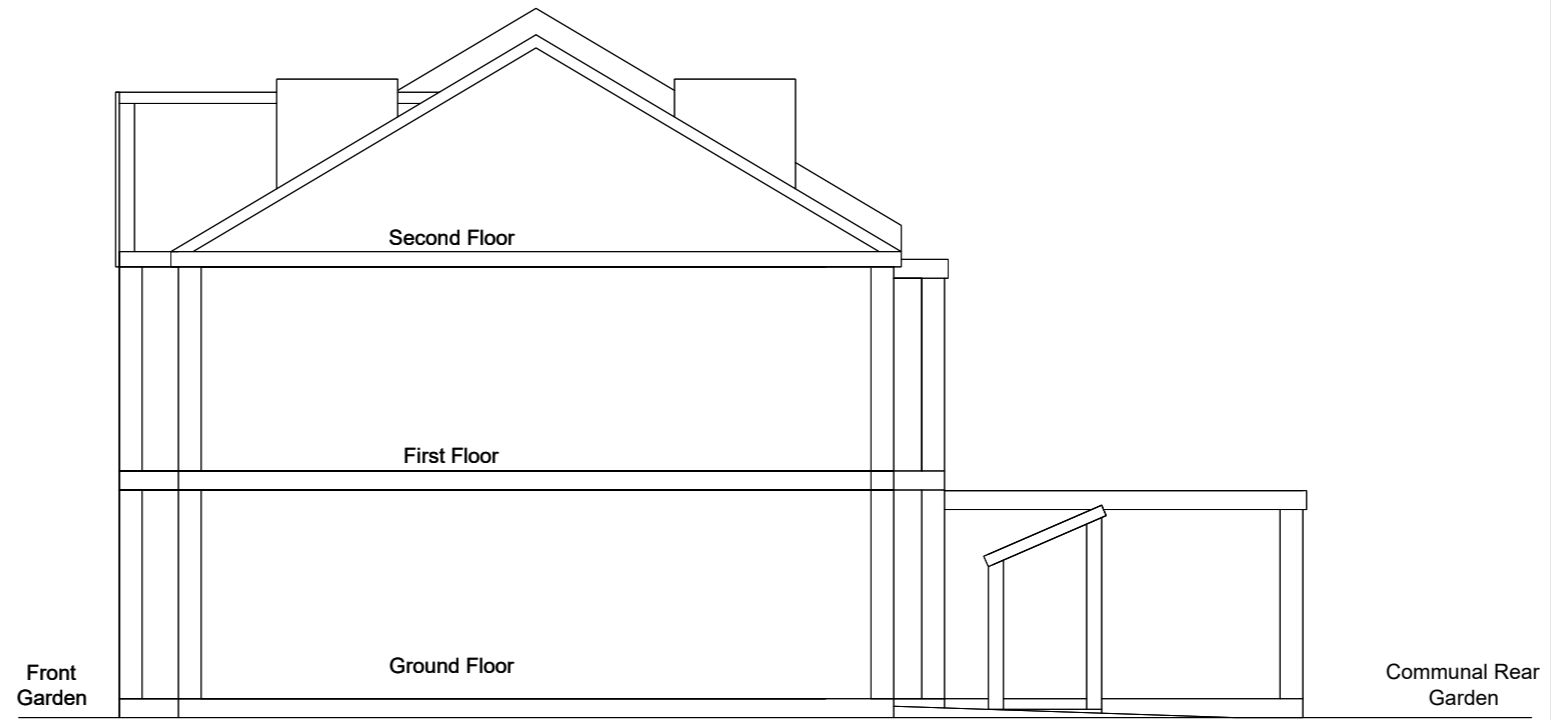 Second Floor
First Floor
Ground Floor
Front
Garden
Communal Rear
Garden